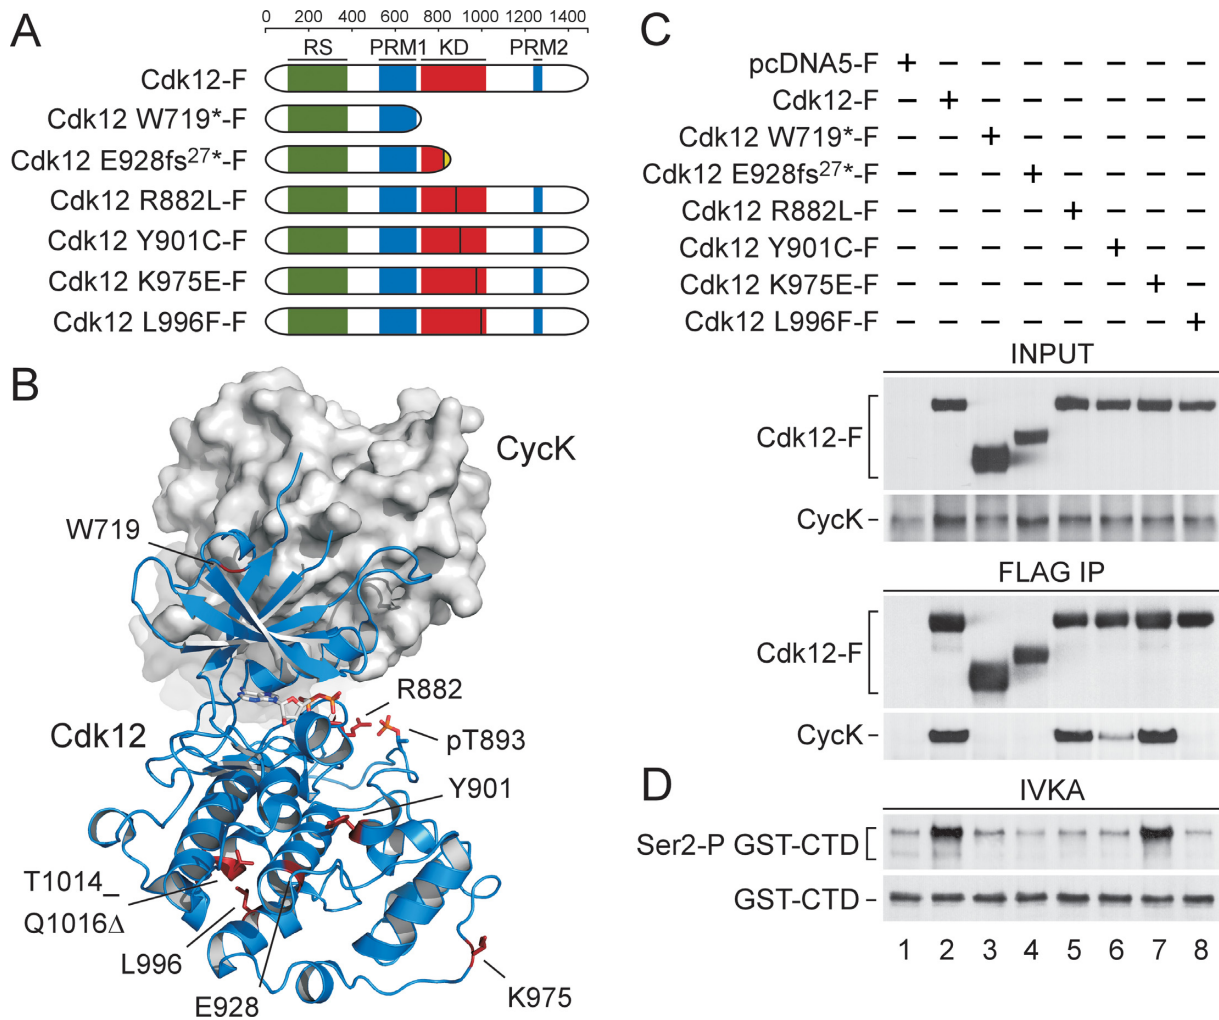 A
0 200 400 600 800 1000 1200 1400
RS PRM1 KD PRM2
Cdk12-F
Cdk12 W719*-F
Cdk12 E928fs27*-F
Cdk12 R882L-F
Cdk12 Y901C-F
Cdk12 K975E-F
Cdk12 L996F-F
B
CycK
W719
R882
Cdk12
pT893
Y901
T1014_
Q1016Δ
L996
E928
K975
C
pcDNA5-F + – – – – – – –
Cdk12-F – + – – – – – –
Cdk12 W719*-F – – + – – – – –
Cdk12 E928fs27*-F – – – + – – – –
Cdk12 R882L-F – – – – + – – –
Cdk12 Y901C-F – – – – – + – –
Cdk12 K975E-F – – – – – – + –
Cdk12 L996F-F – – – – – – – +
INPUT
Cdk12-F
CycK
FLAG IP
Cdk12-F
CycK
D
IVKA
Ser2-P GST-CTD
GST-CTD
1 2 3 4 5 6 7 8